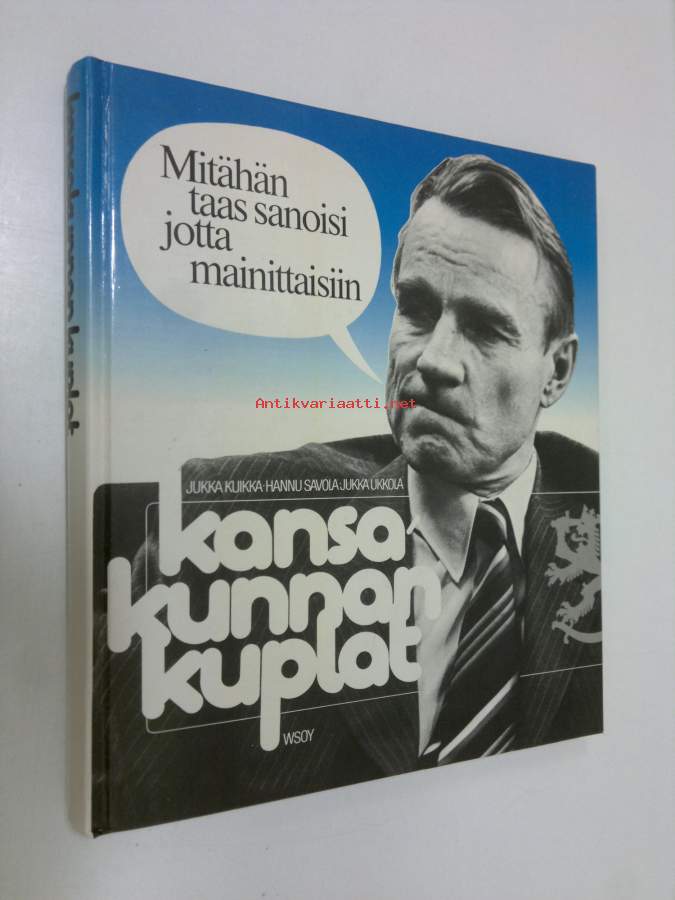 Mitähän
taas sanoisi
jotta
mainittaisiin
Antikvariaatti.net
JUKKA KUIKKA·HANNU SAVOLA·JUKKA UKKOLA
kansa
kunnan
kuplat
WSOY
kansakunnan kuplat